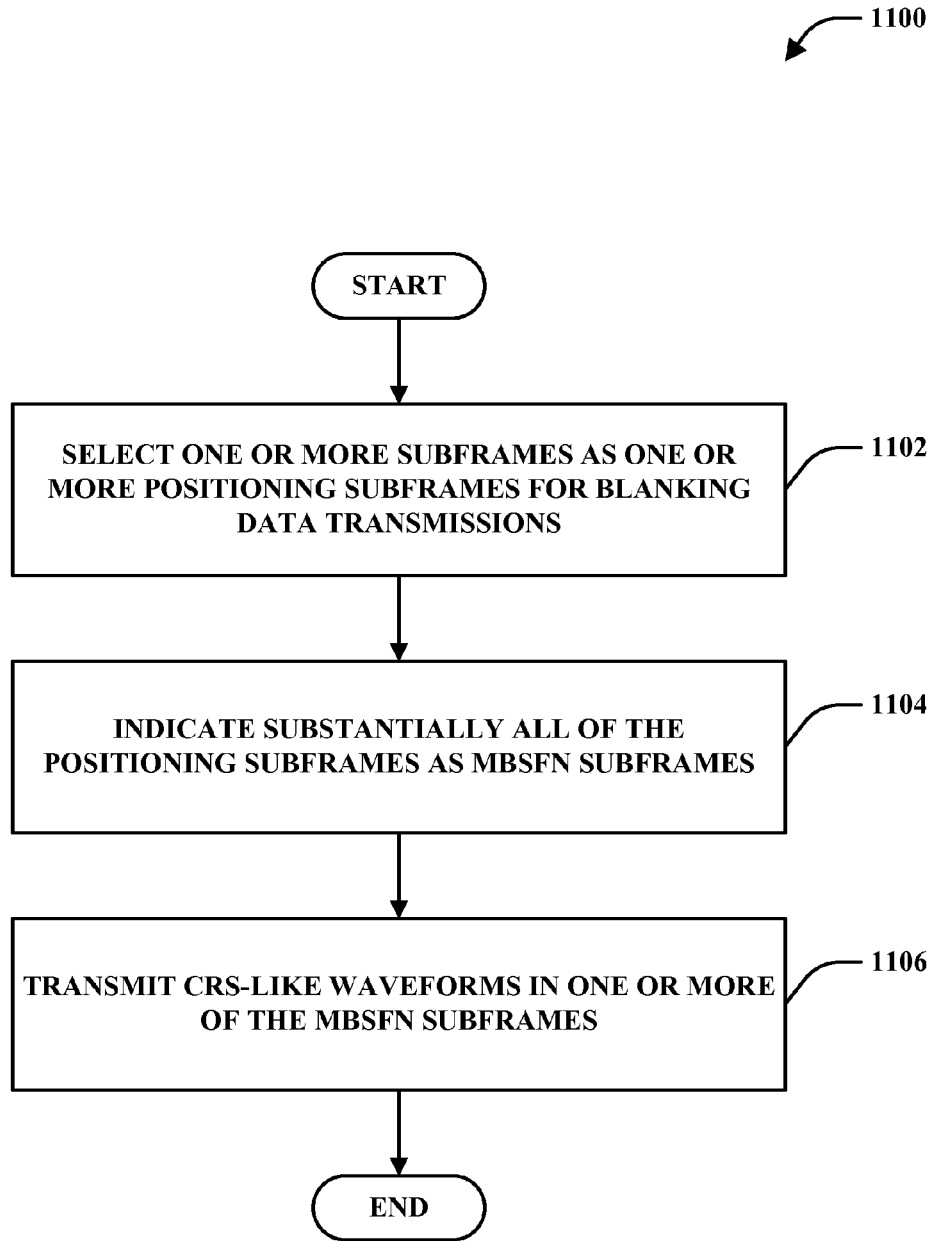 1100
START
SELECT ONE OR MORE SUBFRAMES AS ONE OR
MORE POSITIONING SUBFRAMES FOR BLANKING
DATA TRANSMISSIONS
1102
INDICATE SUBSTANTIALLY ALL OF THE
POSITIONING SUBFRAMES AS MBSFN SUBFRAMES
1104
TRANSMIT CRS-LIKE WAVEFORMS IN ONE OR MORE
OF THE MBSFN SUBFRAMES
1106
END